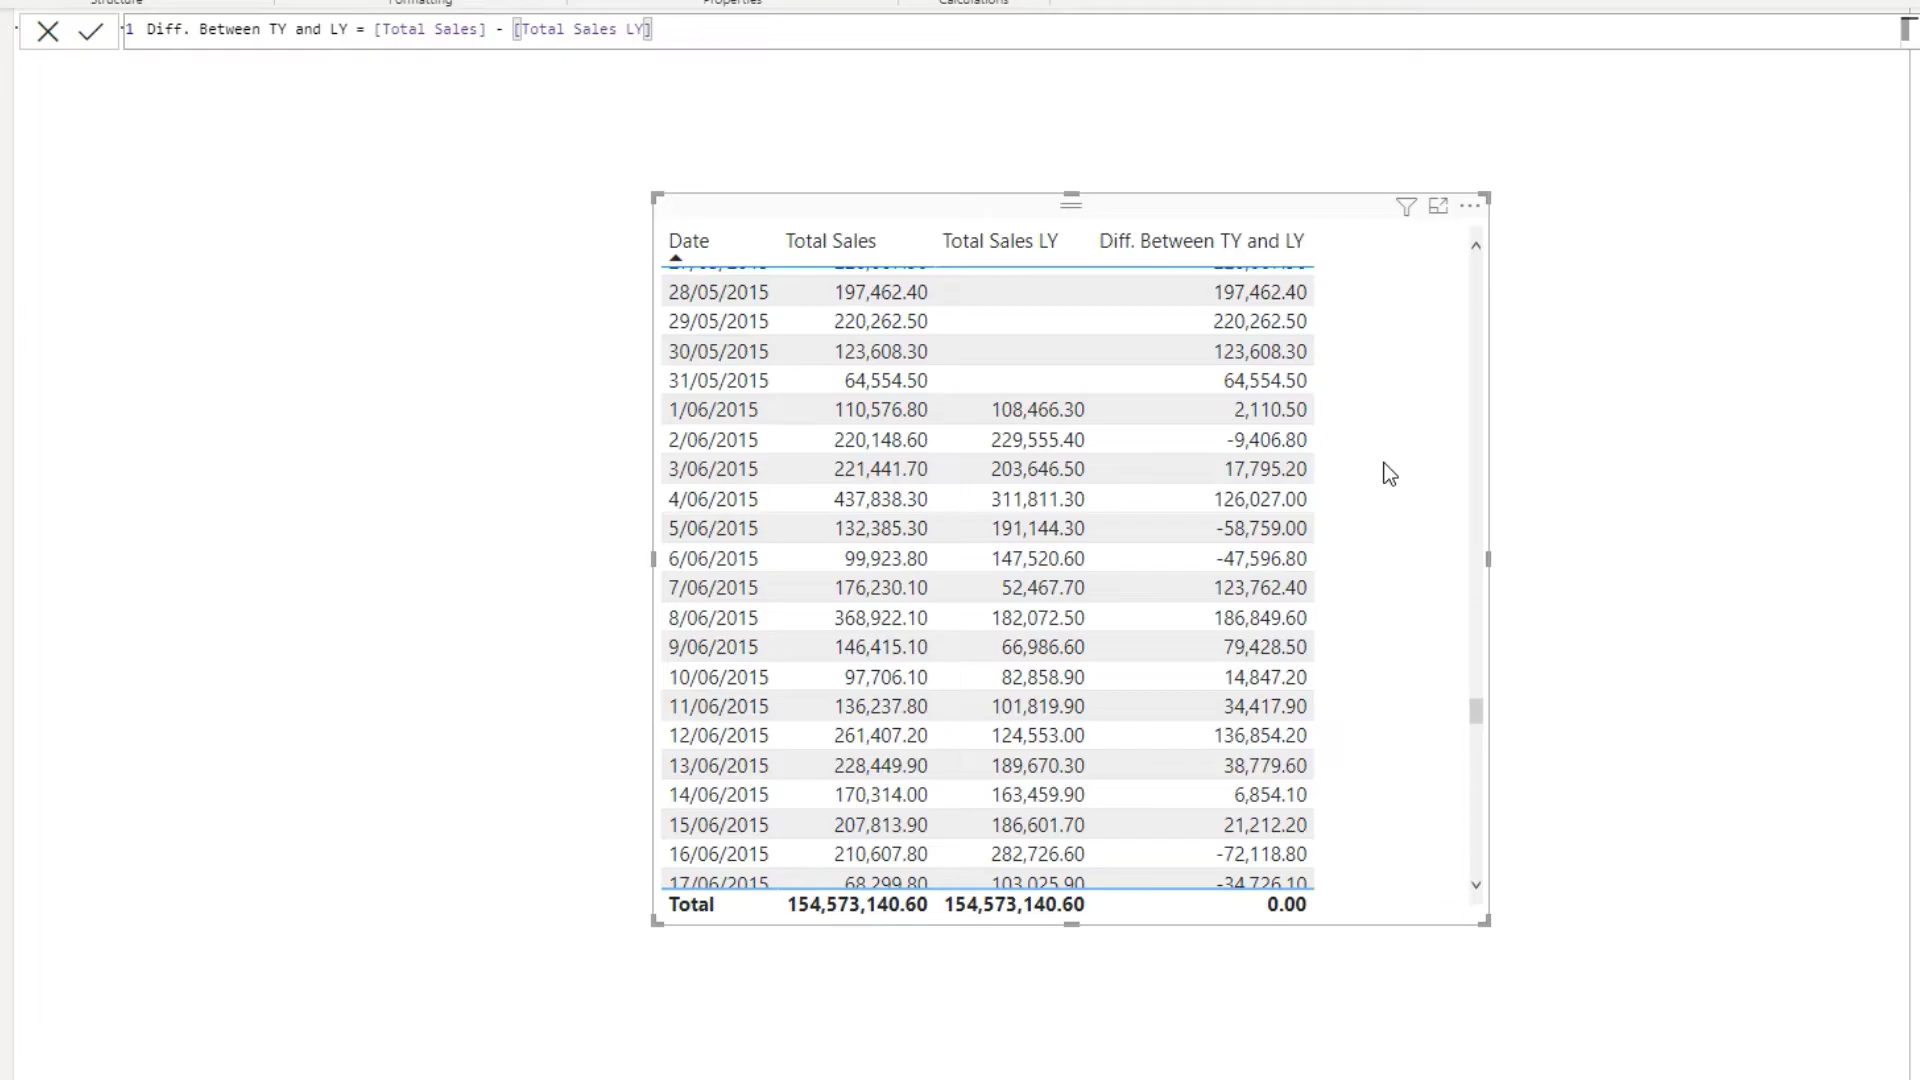 Structure Formatting Properties Calculations
1 Diff. Between TY and LY = [Total Sales] - [Total Sales LY]
Date Total Sales Total Sales LY Diff. Between TY and LY
28/05/2015 197,462.40 197,462.40
29/05/2015 220,262.50 220,262.50
30/05/2015 123,608.30 123,608.30
31/05/2015 64,554.50 64,554.50
1/06/2015 110,576.80 108,466.30 2,110.50
2/06/2015 220,148.60 229,555.40 -9,406.80
3/06/2015 221,441.70 203,646.50 17,795.20
4/06/2015 437,838.30 311,811.30 126,027.00
5/06/2015 132,385.30 191,144.30 -58,759.00
6/06/2015 99,923.80 147,520.60 -47,596.80
7/06/2015 176,230.10 52,467.70 123,762.40
8/06/2015 368,922.10 182,072.50 186,849.60
9/06/2015 146,415.10 66,986.60 79,428.50
10/06/2015 97,706.10 82,858.90 14,847.20
11/06/2015 136,237.80 101,819.90 34,417.90
12/06/2015 261,407.20 124,553.00 136,854.20
13/06/2015 228,449.90 189,670.30 38,779.60
14/06/2015 170,314.00 163,459.90 6,854.10
15/06/2015 207,813.90 186,601.70 21,212.20
16/06/2015 210,607.80 282,726.60 -72,118.80
17/06/2015 68,299.80 103,025.90 -34,726.10
Total 154,573,140.60 154,573,140.60 0.00